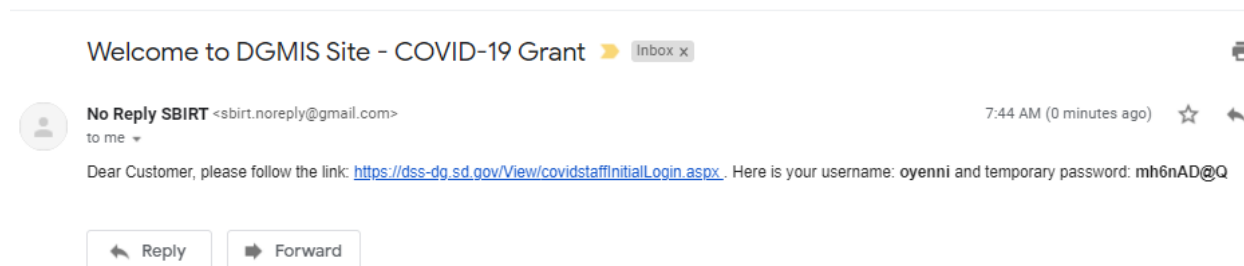 Welcome to DGMIS Site - COVID-19 Grant Inbox x
No Reply SBIRT <sbirt.noreply@gmail.com> 7:44 AM (0 minutes ago)
to me
Dear Customer, please follow the link: https://dss-dg.sd.gov/View/covidstaffInitialLogin.aspx . Here is your username: oyenni and temporary password: mh6nAD@Q
Reply Forward